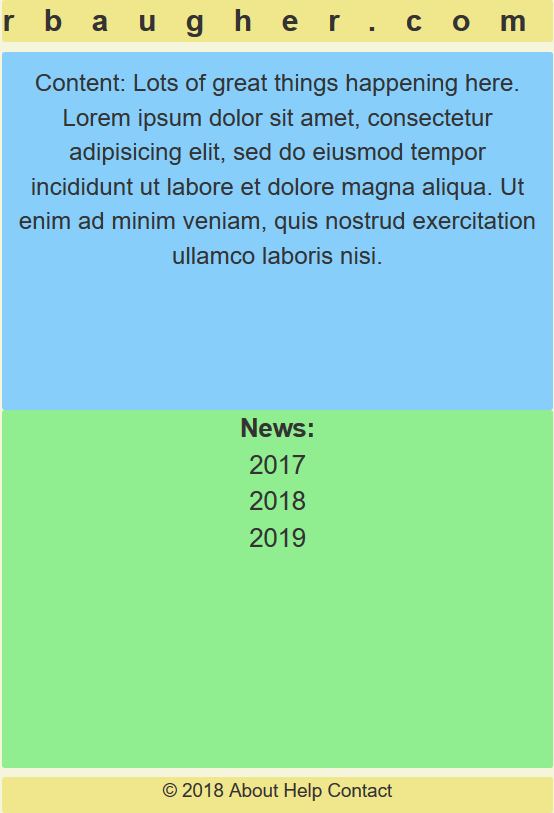 r b a u g h e r . c o m
Content: Lots of great things happening here.
Lorem ipsum dolor sit amet, consectetur
adipisicing elit, sed do eiusmod tempor
incididunt ut labore et dolore magna aliqua. Ut
enim ad minim veniam, quis nostrud exercitation
ullamco laboris nisi.
News:
2017
2018
2019
© 2018 About Help Contact